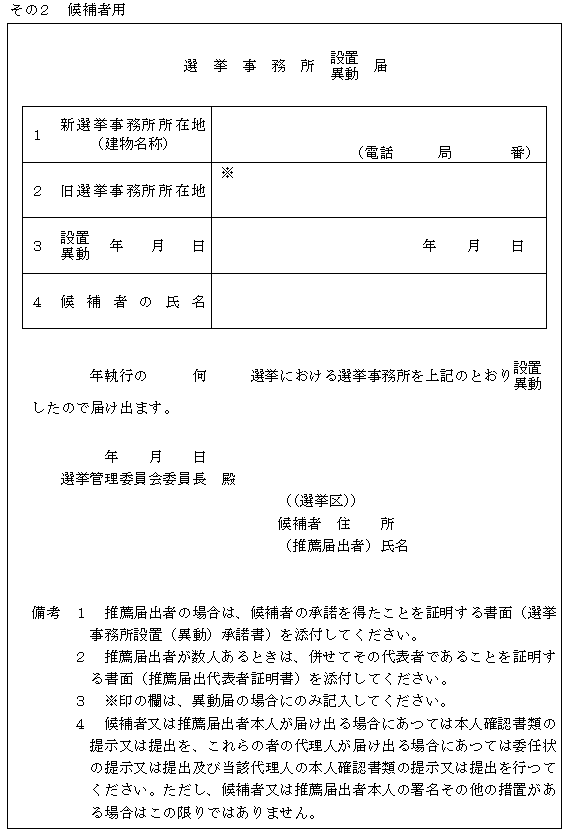 その２　候補者用
選　挙　事　務　所　設置異動　届
１　新選挙事務所所在地
（建物名称）
（電話　　　局　　　　番）
２　旧選挙事務所所在地
※
３　設置異動　年　　月　　日
年　　月　　日
４　候　補　者　の　氏　名
年執行の　　　何　　　選挙における選挙事務所を上記のとおり設置異動
したので届け出ます。
年　　月　　日
選挙管理委員会委員長　殿
（（選挙区））
候補者　住　　所
（推薦届出者）氏名
備考　１　推薦届出者の場合は、候補者の承諾を得たことを証明する書面（選挙
事務所設置（異動）承諾書）を添付してください。
２　推薦届出者が数人あるときは、併せてその代表者であることを証明す
る書面（推薦届出代表者証明書）を添付してください。
３　※印の欄は、異動届の場合にのみ記入してください。
４　候補者又は推薦届出者本人が届け出る場合にあつては本人確認書類の
提示又は提出を、これらの者の代理人が届け出る場合にあつては委任状
の提示又は提出及び当該代理人の本人確認書類の提示又は提出を行つて
ください。ただし、候補者又は推薦届出者本人の署名その他の措置があ
る場合はこの限りではありません。